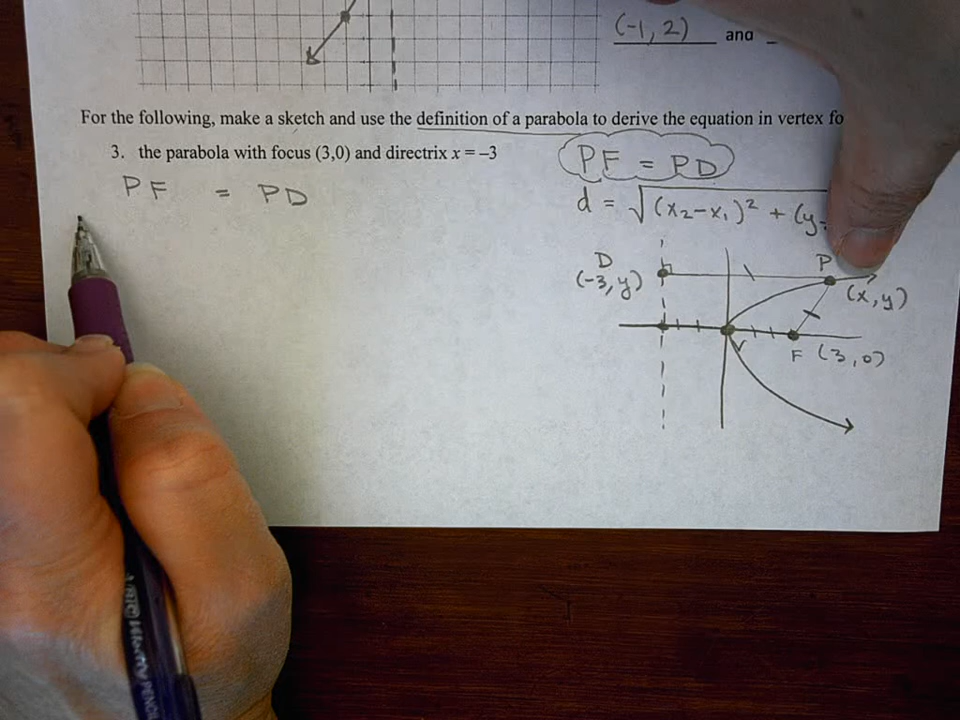 (-1, 2) and
For the following, make a sketch and use the definition of a parabola to derive the equation in vertex fo
3. the parabola with focus (3,0) and directrix x = –3
PF = PD
PF = PD
d = √(x₂-x₁)² + (y-
D
(-3, y)
P
(x, y)
V
F (3, 0)